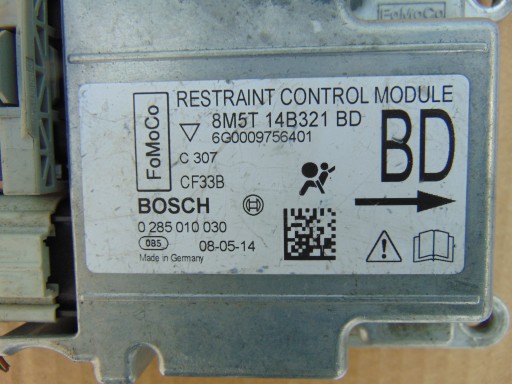 FoMoCo
FoMoCo
RESTRAINT CONTROL MODULE
8M5T 14B321 BD
6G0009756401
C 307
CF33B
BD
BOSCH
0 285 010 030
085
08-05-14
Made in Germany